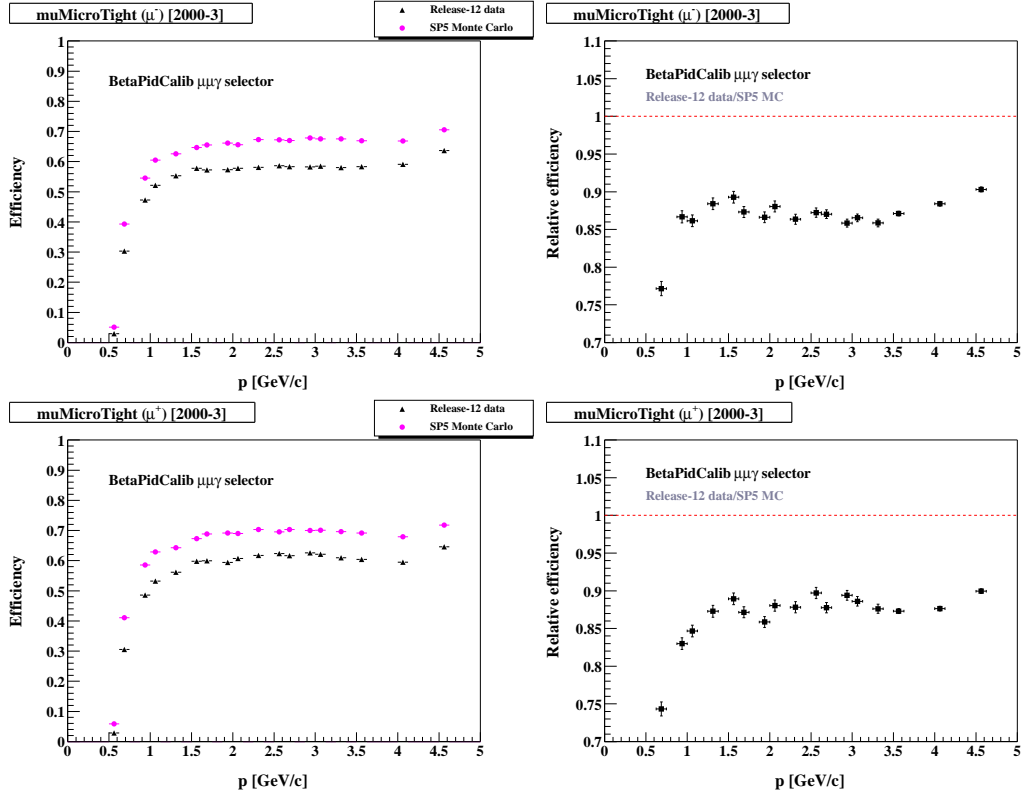 muMicroTight (μ⁻) [2000-3]
Release-12 data
SP5 Monte Carlo
BetaPidCalib μμγ selector
Efficiency
1
0.9
0.8
0.7
0.6
0.5
0.4
0.3
0.2
0.1
0
0 0.5 1 1.5 2 2.5 3 3.5 4 4.5 5
p [GeV/c]
muMicroTight (μ⁻) [2000-3]
BetaPidCalib μμγ selector
Release-12 data/SP5 MC
Relative efficiency
1.1
1.05
1
0.95
0.9
0.85
0.8
0.75
0.7
0 0.5 1 1.5 2 2.5 3 3.5 4 4.5 5
p [GeV/c]
muMicroTight (μ⁺) [2000-3]
Release-12 data
SP5 Monte Carlo
BetaPidCalib μμγ selector
Efficiency
1
0.9
0.8
0.7
0.6
0.5
0.4
0.3
0.2
0.1
0
0 0.5 1 1.5 2 2.5 3 3.5 4 4.5 5
p [GeV/c]
muMicroTight (μ⁺) [2000-3]
BetaPidCalib μμγ selector
Release-12 data/SP5 MC
Relative efficiency
1.1
1.05
1
0.95
0.9
0.85
0.8
0.75
0.7
0 0.5 1 1.5 2 2.5 3 3.5 4 4.5 5
p [GeV/c]